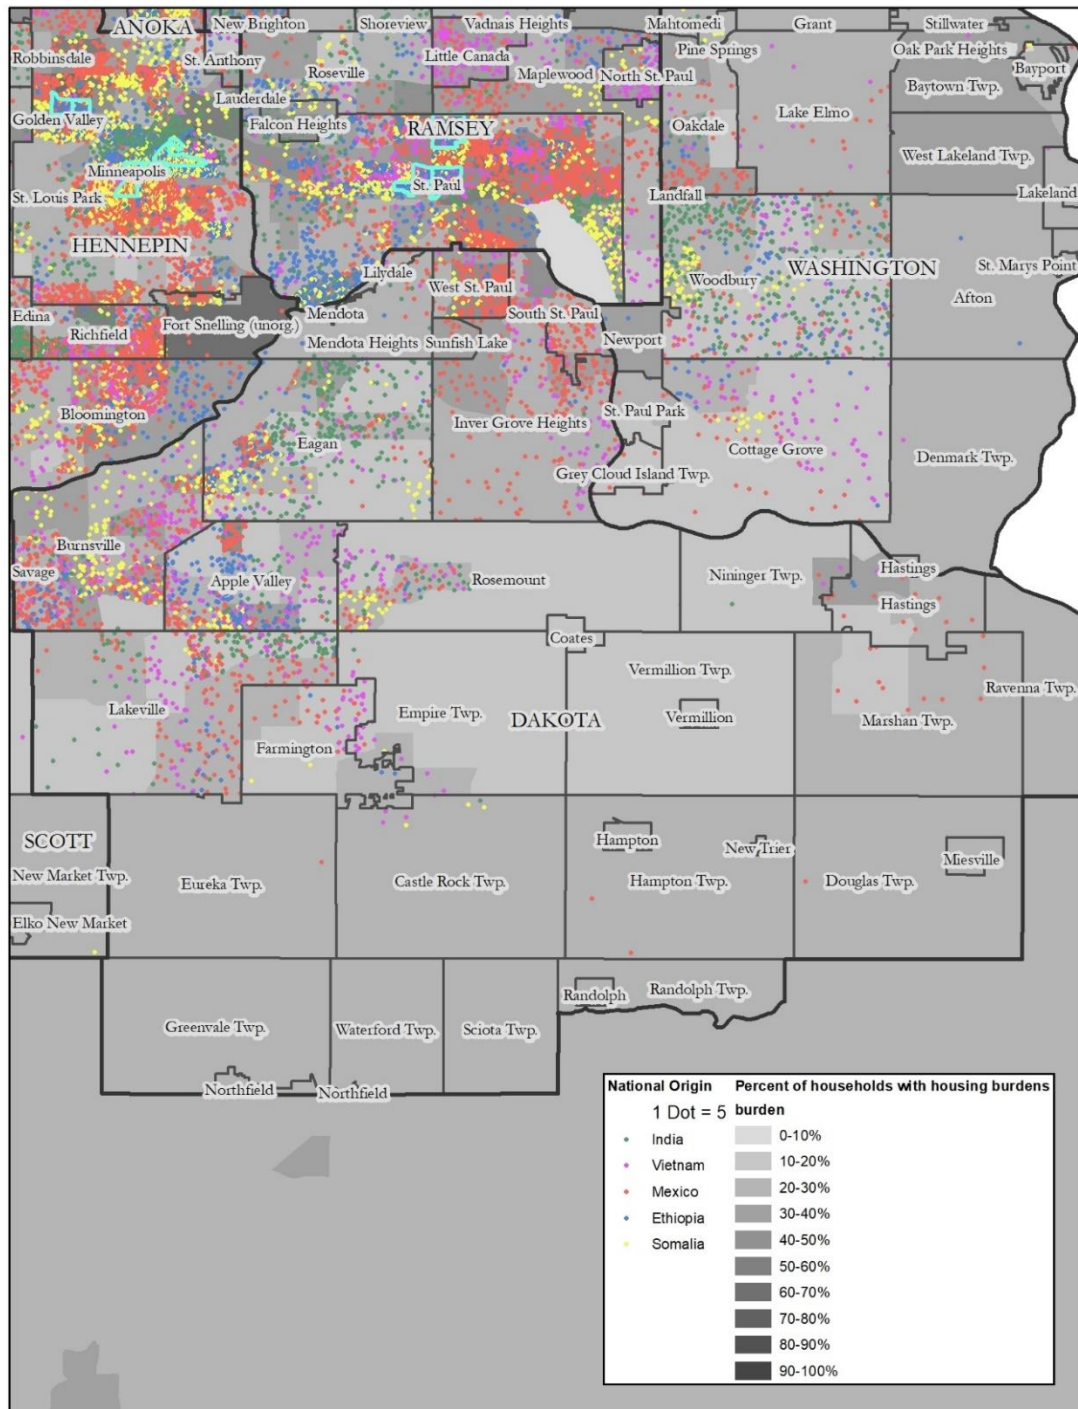 ANOKA
New Brighton
Shoreview
Vadnais Heights
Mahtomedi
Grant
Stillwater
Robbinsdale
St. Anthony
Roseville
Little Canada
Maplewood
North St. Paul
Pine Springs
Oak Park Heights
Bayport
Baytown Twp.
Golden Valley
Lauderdale
Falcon Heights
RAMSEY
Oakdale
Lake Elmo
Minneapolis
West Lakeland Twp.
St. Louis Park
St. Paul
Landfall
Lakeland
HENNEPIN
Lilydale
West St. Paul
Woodbury
WASHINGTON
St. Marys Point
Afton
Edina
Richfield
Fort Snelling (unorg.)
Mendota
Mendota Heights
Sunfish Lake
South St. Paul
Newport
Bloomington
Eagan
Inver Grove Heights
St. Paul Park
Cottage Grove
Denmark Twp.
Grey Cloud Island Twp.
Burnsville
Savage
Apple Valley
Rosemount
Nininger Twp.
Hastings
Hastings
Coates
Vermillion Twp.
Ravenna Twp.
Lakeville
Empire Twp.
DAKOTA
Vermillion
Marshan Twp.
Farmington
SCOTT
Hampton
New Trier
Miesville
New Market Twp.
Eureka Twp.
Castle Rock Twp.
Hampton Twp.
Douglas Twp.
Elko New Market
Greenvale Twp.
Waterford Twp.
Sciota Twp.
Randolph
Randolph Twp.
Northfield
Northfield
National Origin
1 Dot = 5
India
Vietnam
Mexico
Ethiopia
Somalia
Percent of households with housing burdens
burden
0-10%
10-20%
20-30%
30-40%
40-50%
50-60%
60-70%
70-80%
80-90%
90-100%